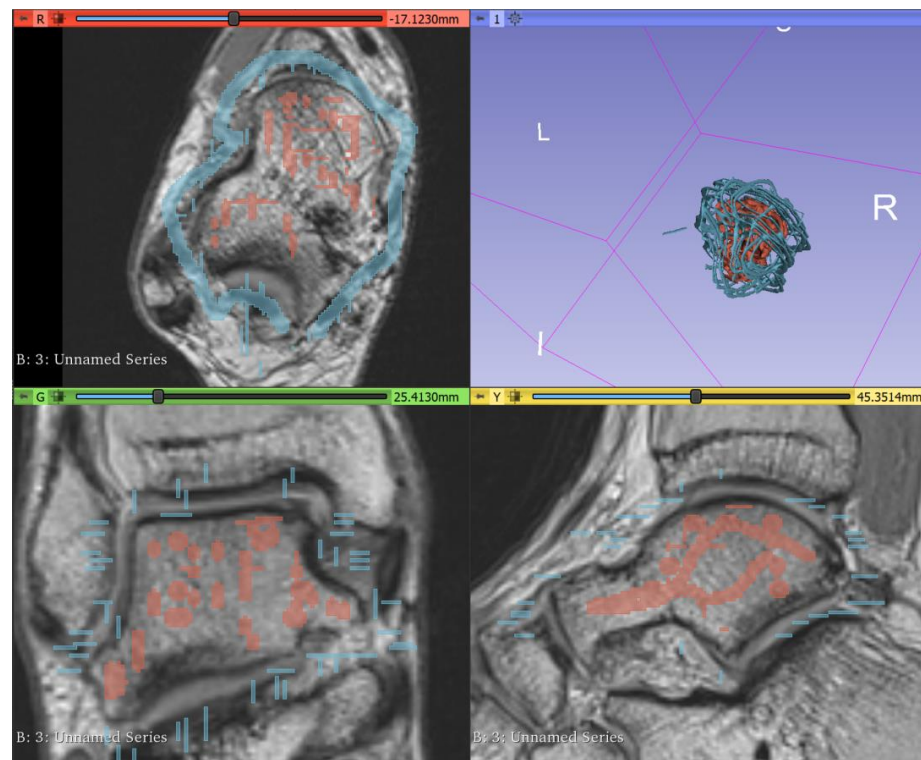 R -17.1230mm
1
L
R
I
B: 3: Unnamed Series
G 25.4130mm
Y 45.3514mm
B: 3: Unnamed Series
B: 3: Unnamed Series